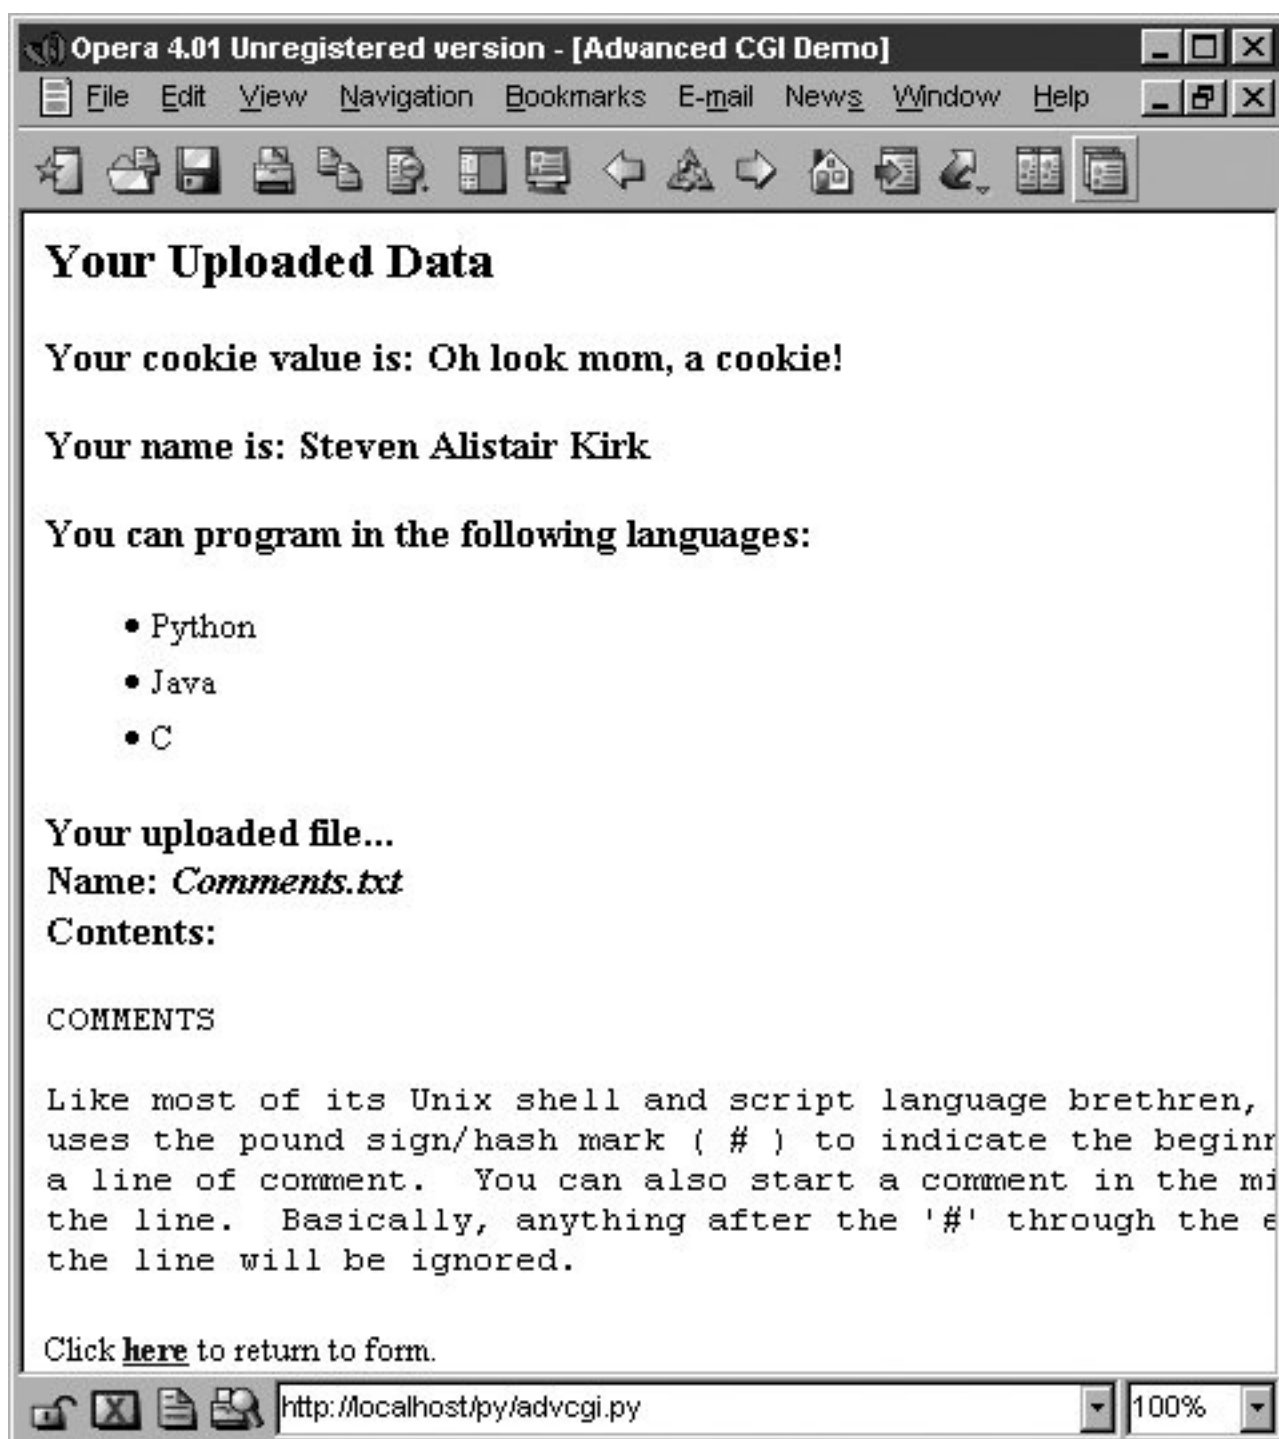 Opera 4.01 Unregistered version - [Advanced CGI Demo]
File Edit View Navigation Bookmarks E-mail News Window Help
Your Uploaded Data
Your cookie value is: Oh look mom, a cookie!
Your name is: Steven Alistair Kirk
You can program in the following languages:
• Python
• Java
• C
Your uploaded file...
Name: Comments.txt
Contents:
COMMENTS
Like most of its Unix shell and script language brethren,
uses the pound sign/hash mark ( # ) to indicate the beginn
a line of comment.  You can also start a comment in the mi
the line.  Basically, anything after the '#' through the e
the line will be ignored.
Click here to return to form.
http://localhost/py/advcgi.py 100%